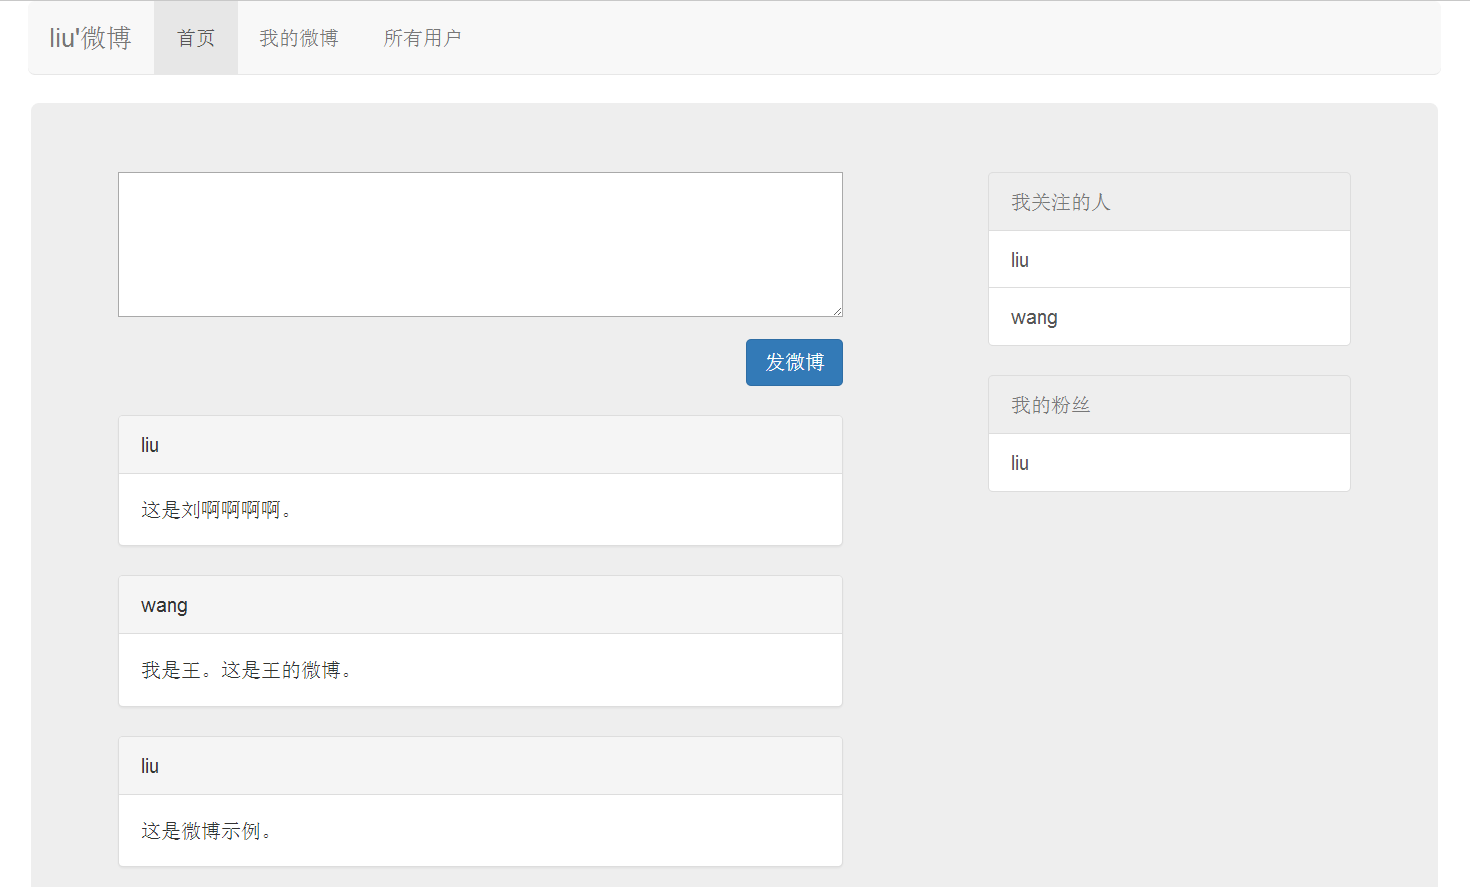 liu'微博 首页 我的微博 所有用户
发微博
liu
这是刘啊啊啊啊。
wang
我是王。这是王的微博。
liu
这是微博示例。
我关注的人
liu
wang
我的粉丝
liu